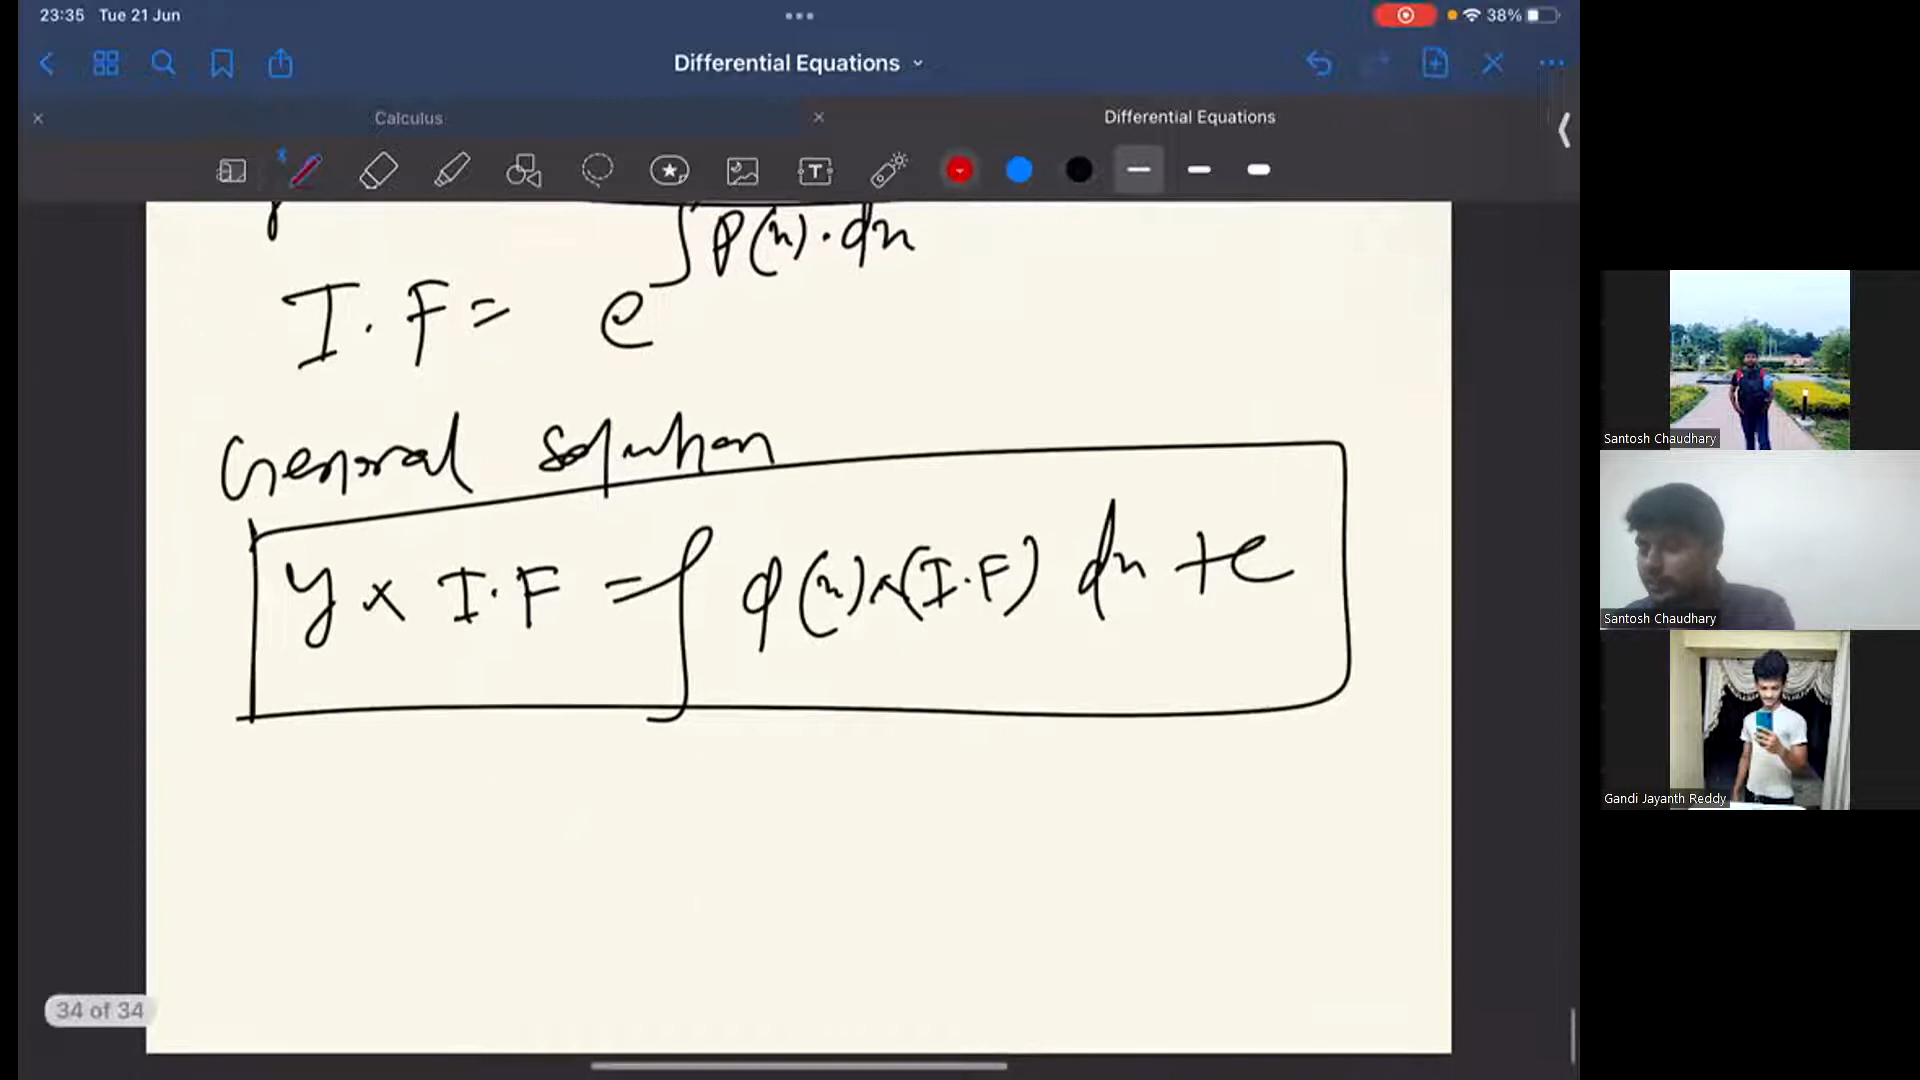 23:35 Tue 21 Jun
38%
Differential Equations
Calculus
Differential Equations
∫P(x)·dx
I.F = e
General solution
y × I.F = ∫ Q(x)×(I.F) dx + c
34 of 34
Santosh Chaudhary
Santosh Chaudhary
Gandi Jayanth Reddy